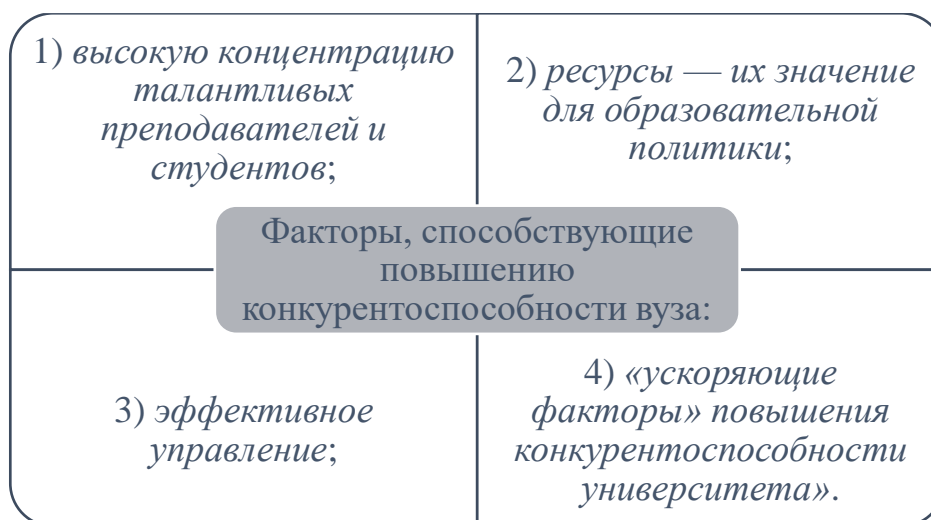 1) высокую концентрацию
талантливых
преподавателей и
студентов;
2) ресурсы — их значение
для образовательной
политики;
Факторы, способствующие
повышению
конкурентоспособности вуза:
3) эффективное
управление;
4) «ускоряющие
факторы» повышения
конкурентоспособности
университета».